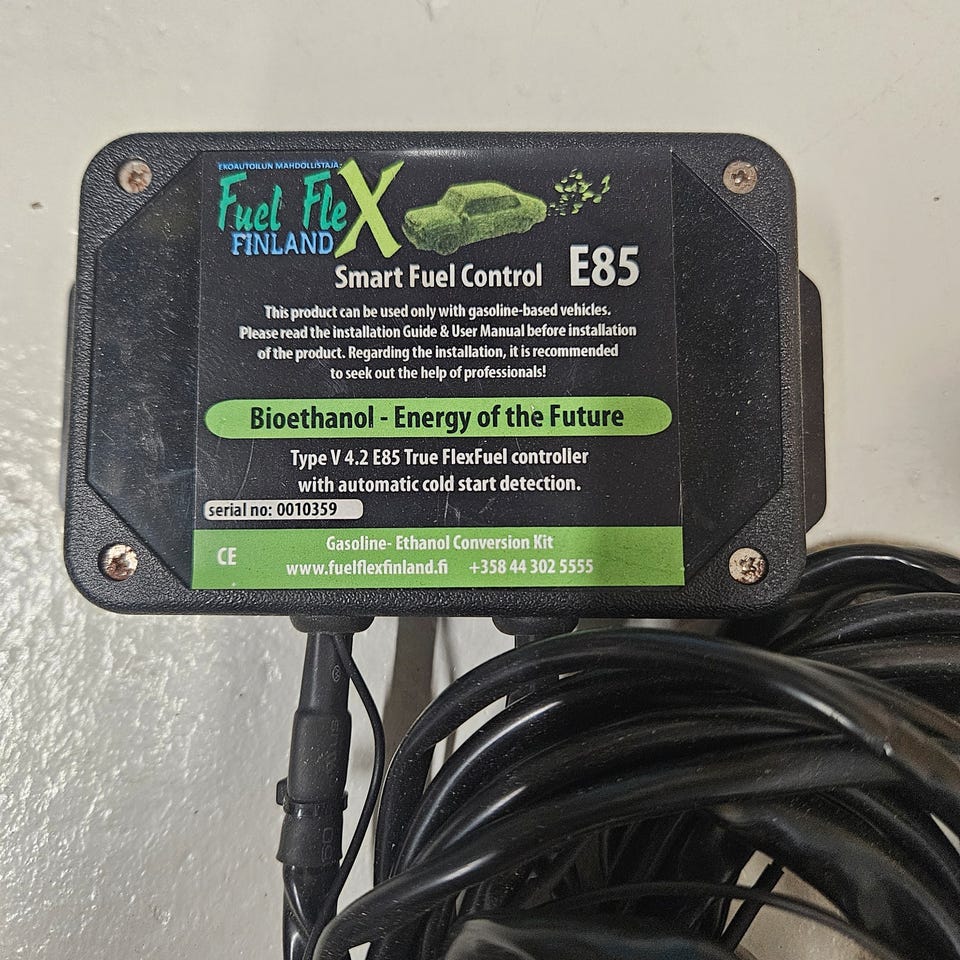 EKOAUTOILUN MAHDOLLISTAJA-
Fuel FleX
FINLAND
Smart Fuel Control E85
This product can be used only with gasoline-based vehicles.
Please read the installation Guide & User Manual before installation
of the product. Regarding the installation, it is recommended
to seek out the help of professionals!
Bioethanol - Energy of the Future
Type V 4.2 E85 True FlexFuel controller
with automatic cold start detection.
serial no: 0010359
CE
Gasoline- Ethanol Conversion Kit
www.fuelflexfinland.fi +358 44 302 5555